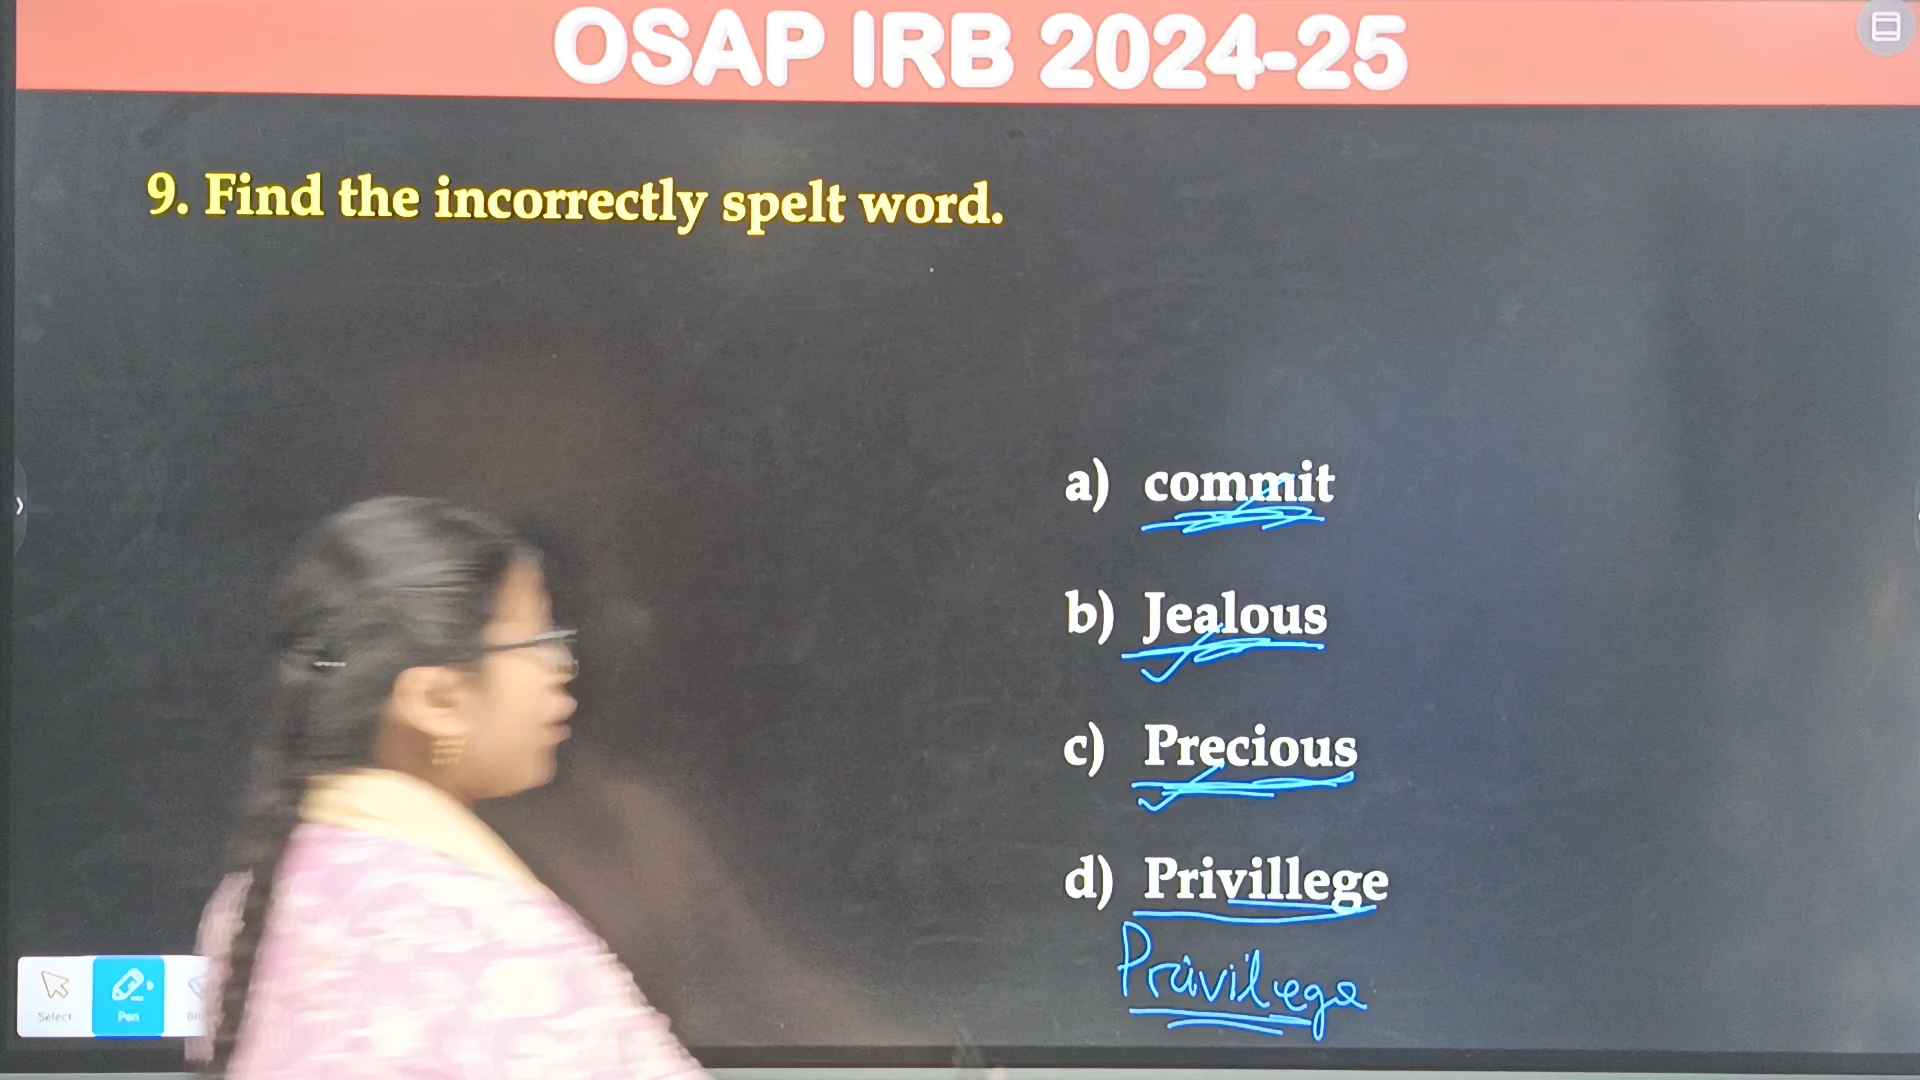 OSAP IRB 2024-25
9. Find the incorrectly spelt word.
a) commit
b) Jealous
c) Precious
d) Privillege
Privilege
Select
Pen